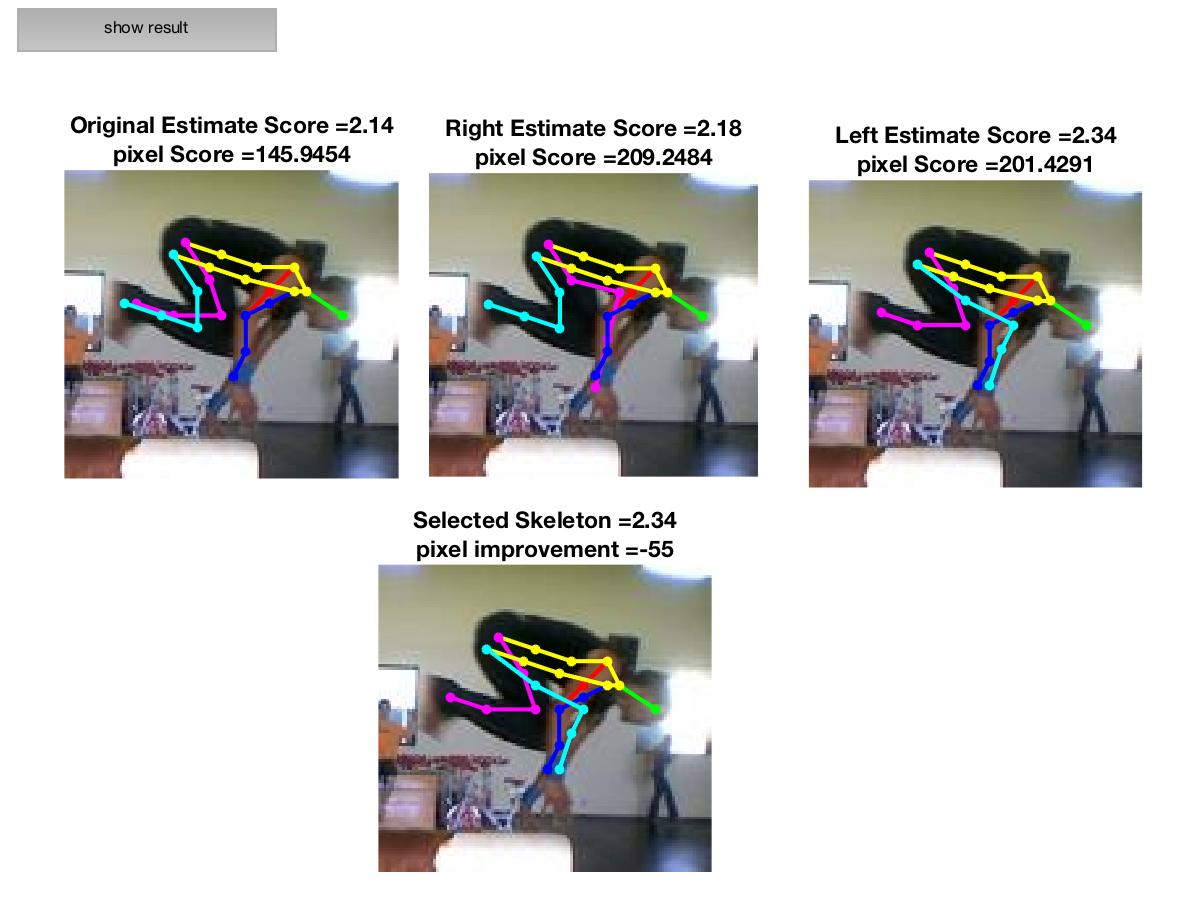 show result
Original Estimate Score =2.14
pixel Score =145.9454
Right Estimate Score =2.18
pixel Score =209.2484
Left Estimate Score =2.34
pixel Score =201.4291
Selected Skeleton =2.34
pixel improvement =-55